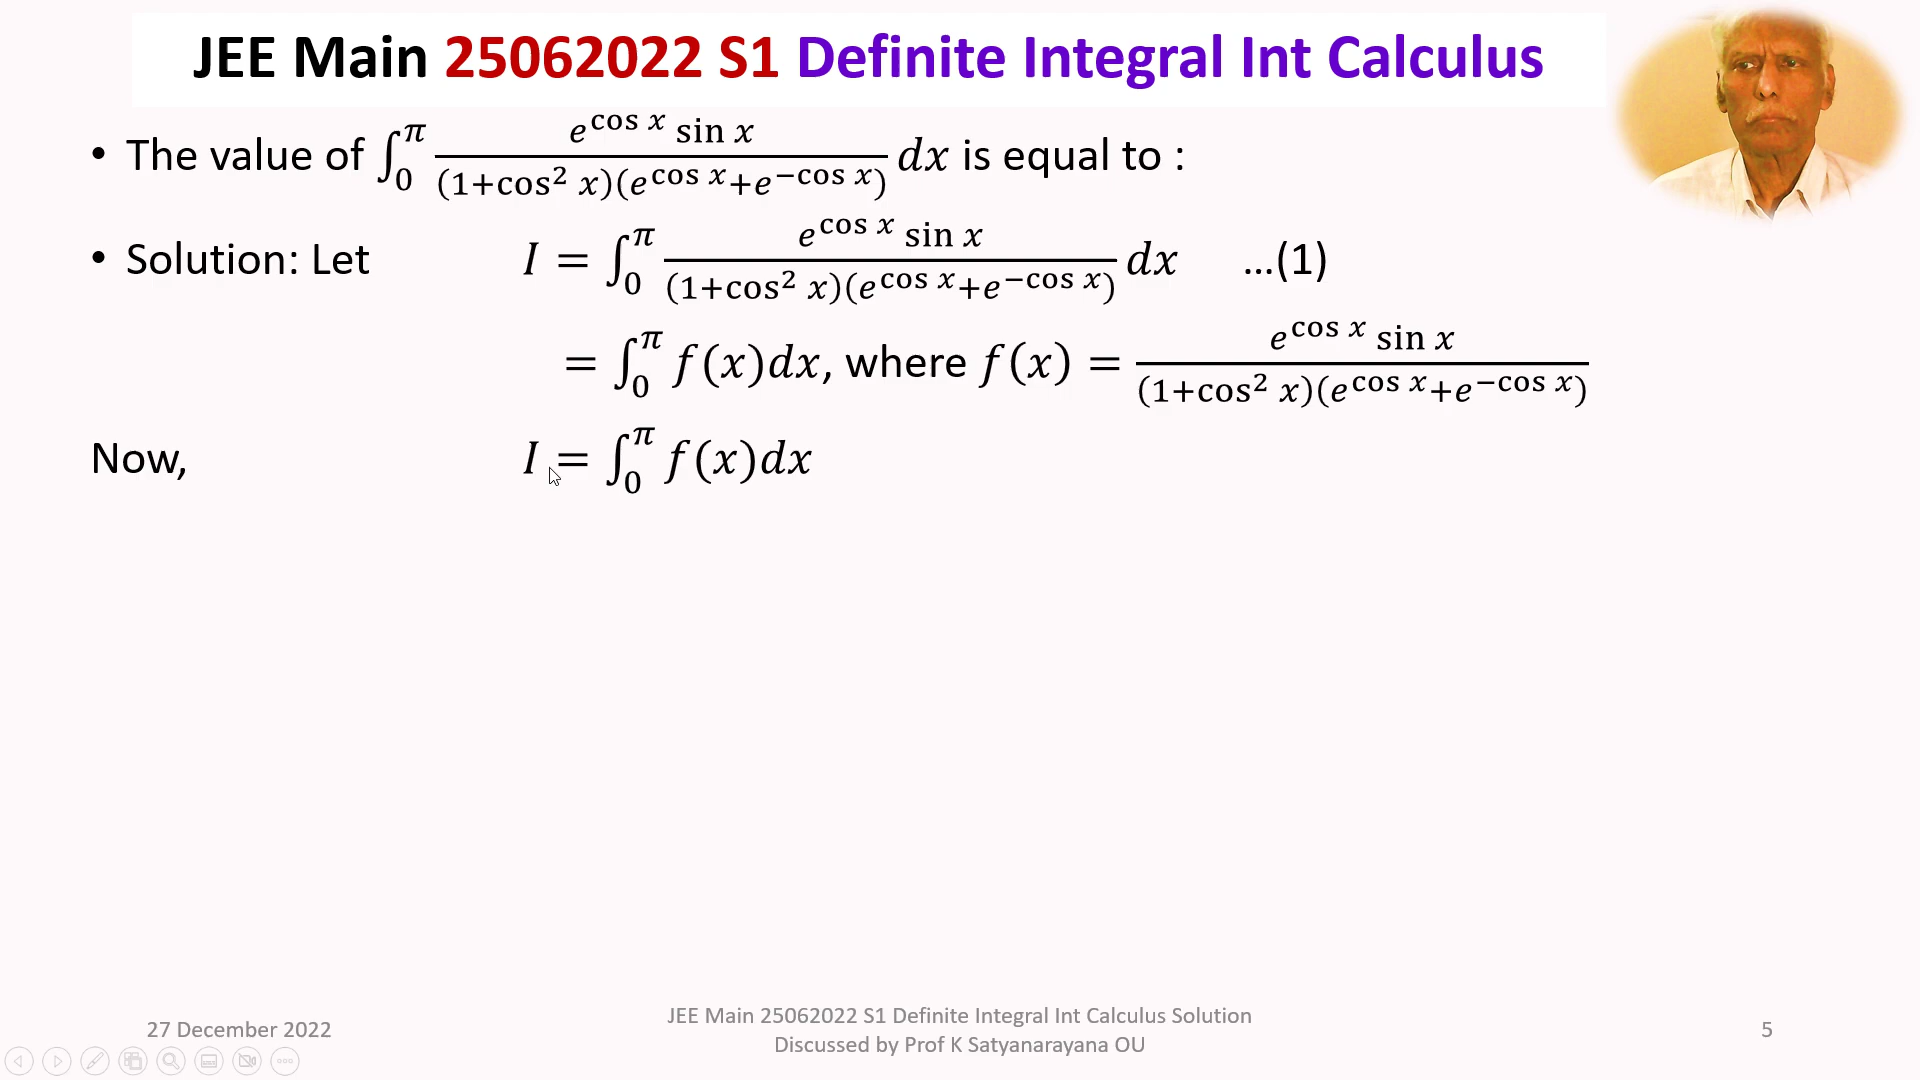 JEE Main 25062022 S1 Definite Integral Int Calculus
• The value of ∫₀^π (e^(cos x) sin x)/((1+cos² x)(e^(cos x)+e^(−cos x))) dx is equal to :
• Solution: Let I = ∫₀^π (e^(cos x) sin x)/((1+cos² x)(e^(cos x)+e^(−cos x))) dx ...(1)
= ∫₀^π f(x)dx, where f(x) = (e^(cos x) sin x)/((1+cos² x)(e^(cos x)+e^(−cos x)))
Now, I = ∫₀^π f(x)dx
27 December 2022
JEE Main 25062022 S1 Definite Integral Int Calculus Solution
Discussed by Prof K Satyanarayana OU
5